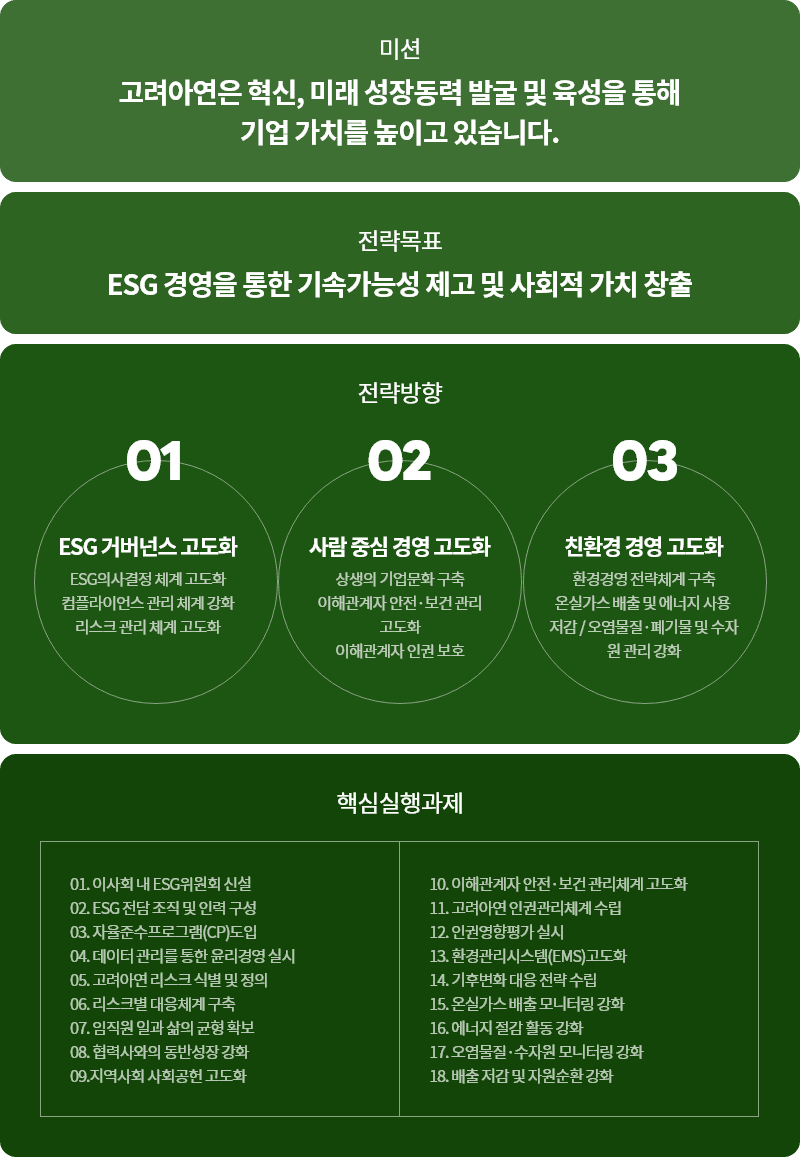 미션
고려아연은 혁신, 미래 성장동력 발굴 및 육성을 통해
기업 가치를 높이고 있습니다.
전략목표
ESG 경영을 통한 기속가능성 제고 및 사회적 가치 창출
전략방향
01
ESG 거버넌스 고도화
ESG의사결정 체계 고도화
컴플라이언스 관리 체계 강화
리스크 관리 체계 고도화
02
사람 중심 경영 고도화
상생의 기업문화 구축
이해관계자 안전·보건 관리
고도화
이해관계자 인권 보호
03
친환경 경영 고도화
환경경영 전략체계 구축
온실가스 배출 및 에너지 사용
저감 / 오염물질·폐기물 및 수자
원 관리 강화
핵심실행과제
01. 이사회 내 ESG위원회 신설
02. ESG 전담 조직 및 인력 구성
03. 자율준수프로그램(CP)도입
04. 데이터 관리를 통한 윤리경영 실시
05. 고려아연 리스크 식별 및 정의
06. 리스크별 대응체계 구축
07. 임직원 일과 삶의 균형 확보
08. 협력사와의 동반성장 강화
09.지역사회 사회공헌 고도화
10. 이해관계자 안전·보건 관리체계 고도화
11. 고려아연 인권관리체계 수립
12. 인권영향평가 실시
13. 환경관리시스템(EMS)고도화
14. 기후변화 대응 전략 수립
15. 온실가스 배출 모니터링 강화
16. 에너지 절감 활동 강화
17. 오염물질·수자원 모니터링 강화
18. 배출 저감 및 자원순환 강화